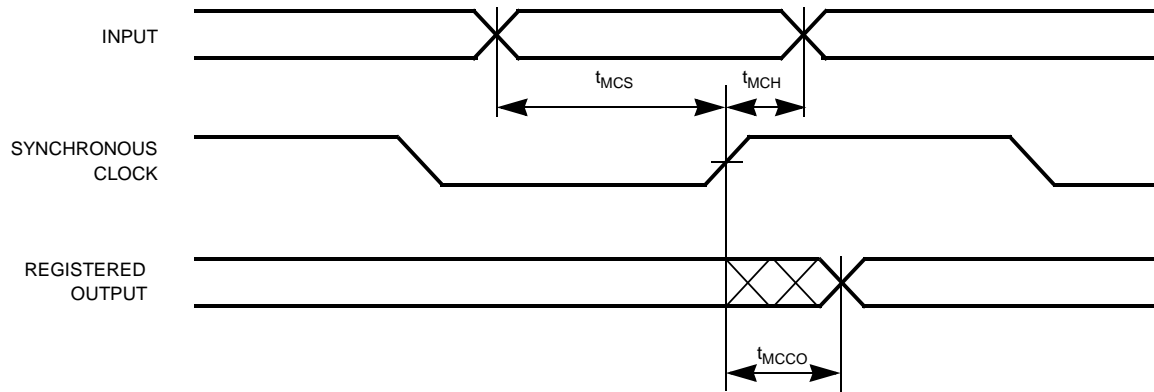 INPUT
tMCS
tMCH
SYNCHRONOUS
CLOCK
REGISTERED
OUTPUT
tMCCO